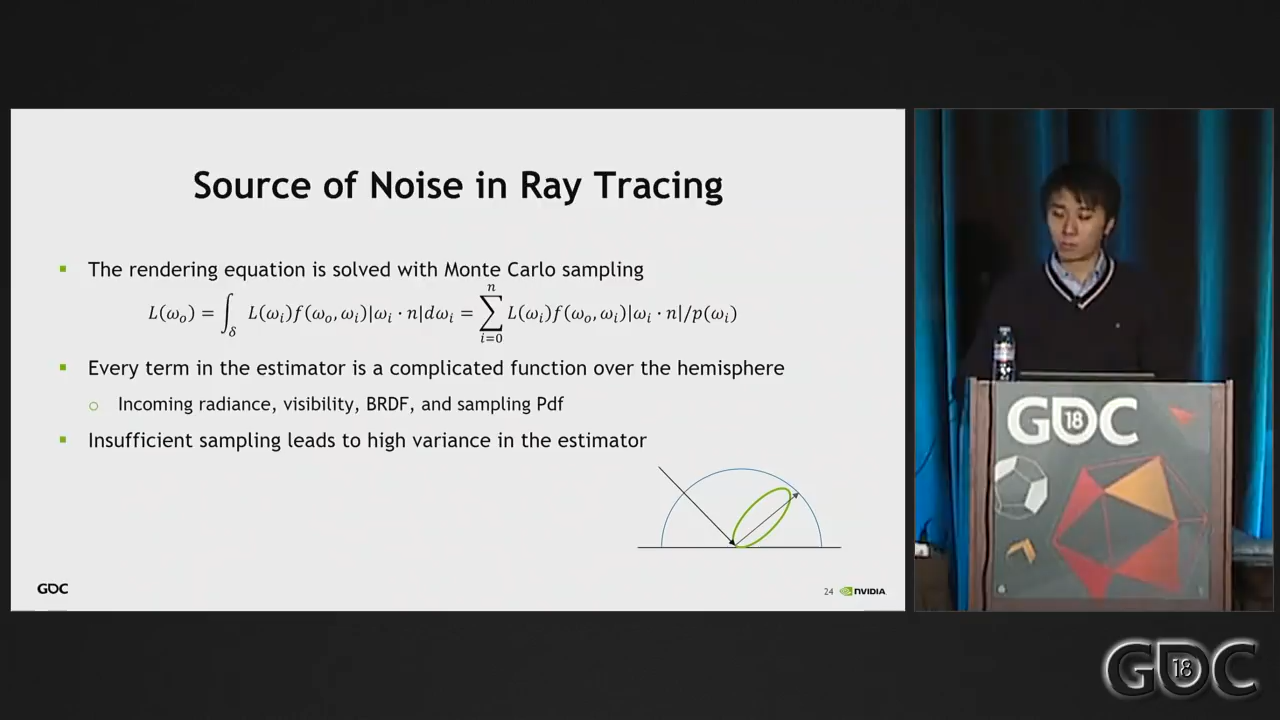 Source of Noise in Ray Tracing
▪ The rendering equation is solved with Monte Carlo sampling
L(ωₒ) = ∫_δ L(ωᵢ)f(ωₒ, ωᵢ)|ωᵢ · n|dωᵢ = ∑_{i=0}^{n} L(ωᵢ)f(ωₒ, ωᵢ)|ωᵢ · n|/p(ωᵢ)
▪ Every term in the estimator is a complicated function over the hemisphere
○ Incoming radiance, visibility, BRDF, and sampling Pdf
▪ Insufficient sampling leads to high variance in the estimator
GDC
24 NVIDIA
GDC 18
GDC 18